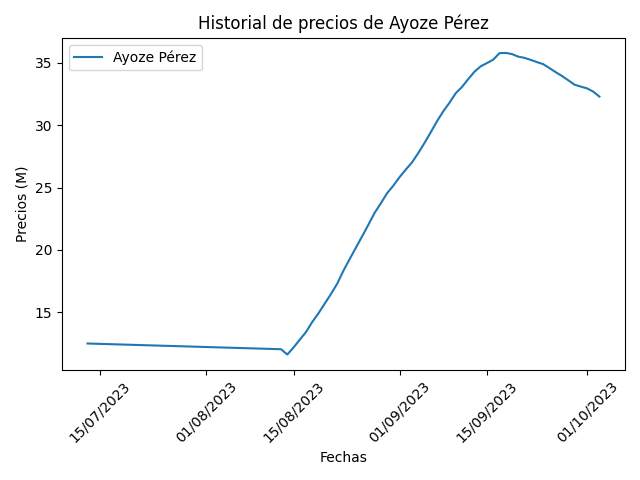 Historial de precios de Ayoze Pérez
Ayoze Pérez
Precios (M)
35
30
25
20
15
15/07/2023
01/08/2023
15/08/2023
01/09/2023
15/09/2023
01/10/2023
Fechas